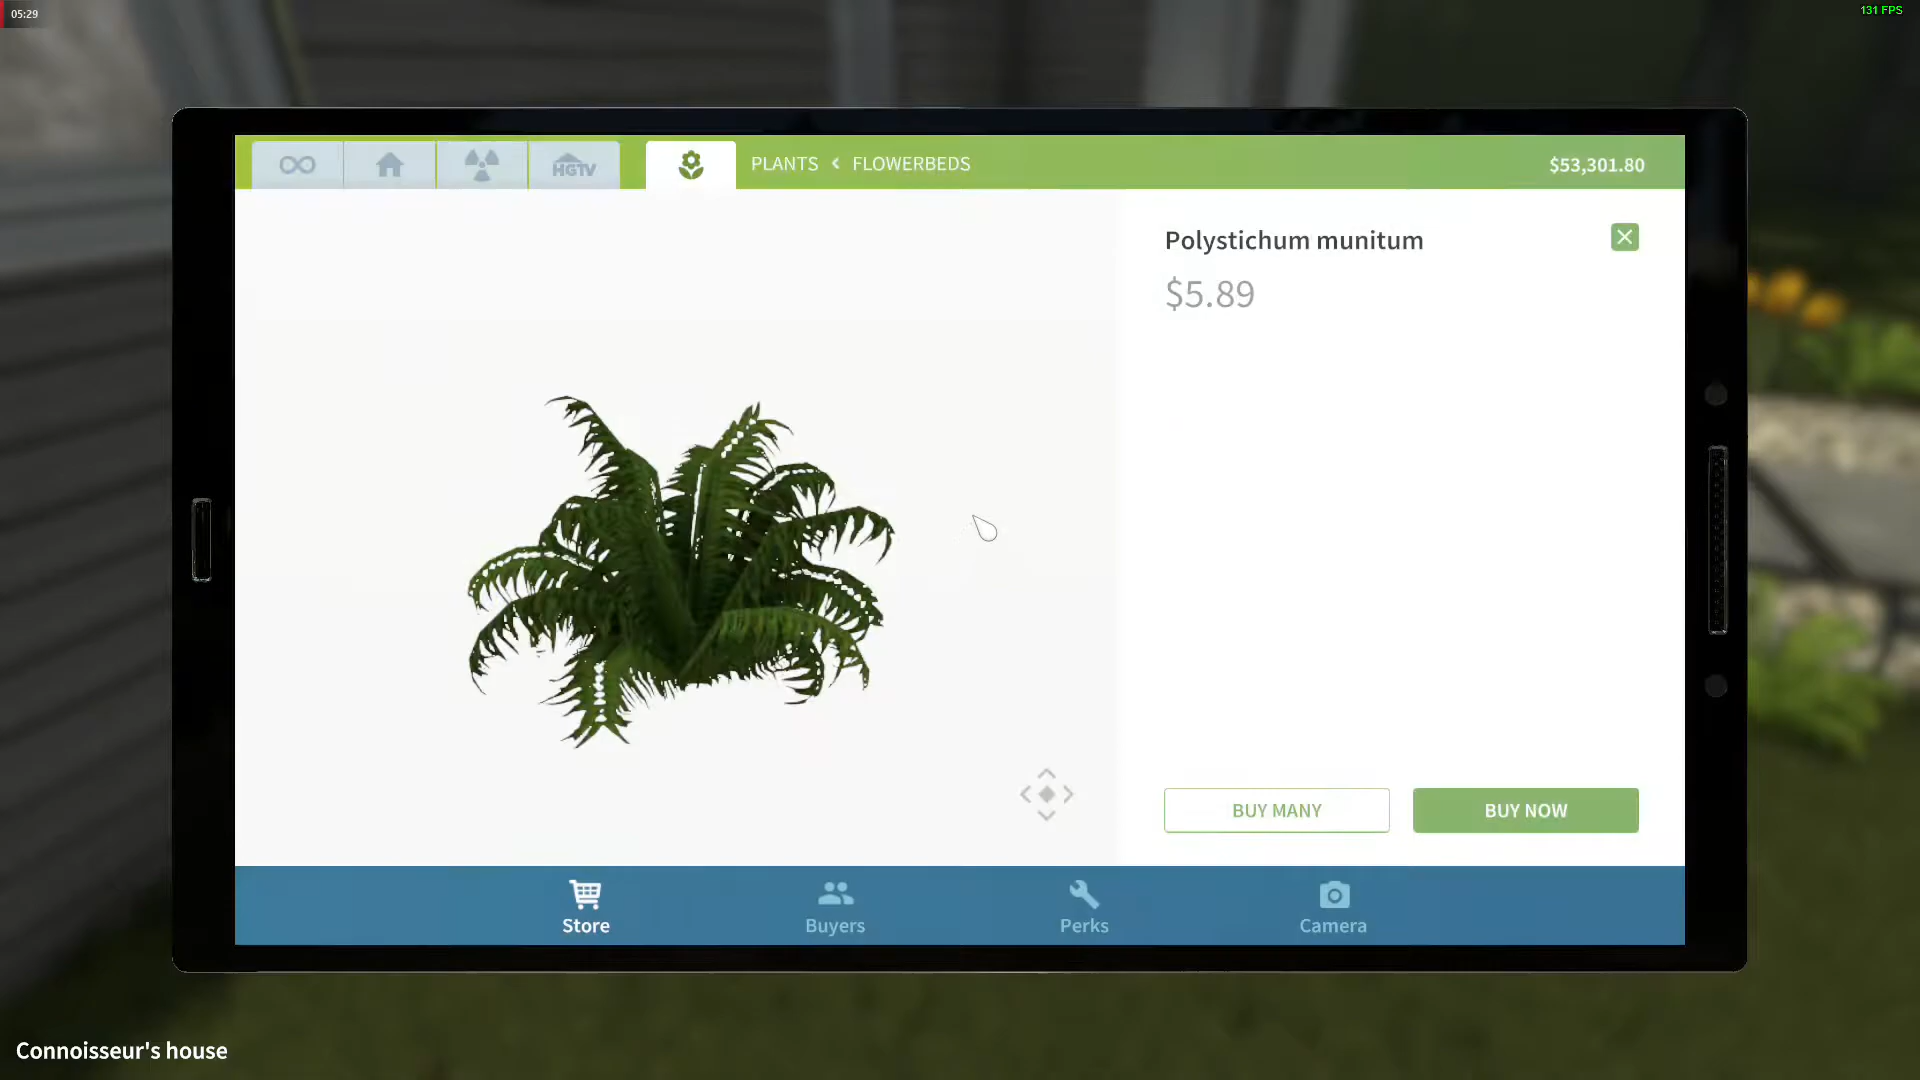 05:29
131 FPS
HGTV
PLANTS < FLOWERBEDS
$53,301.80
Polystichum munitum
$5.89
BUY MANY
BUY NOW
Store
Buyers
Perks
Camera
Connoisseur's house